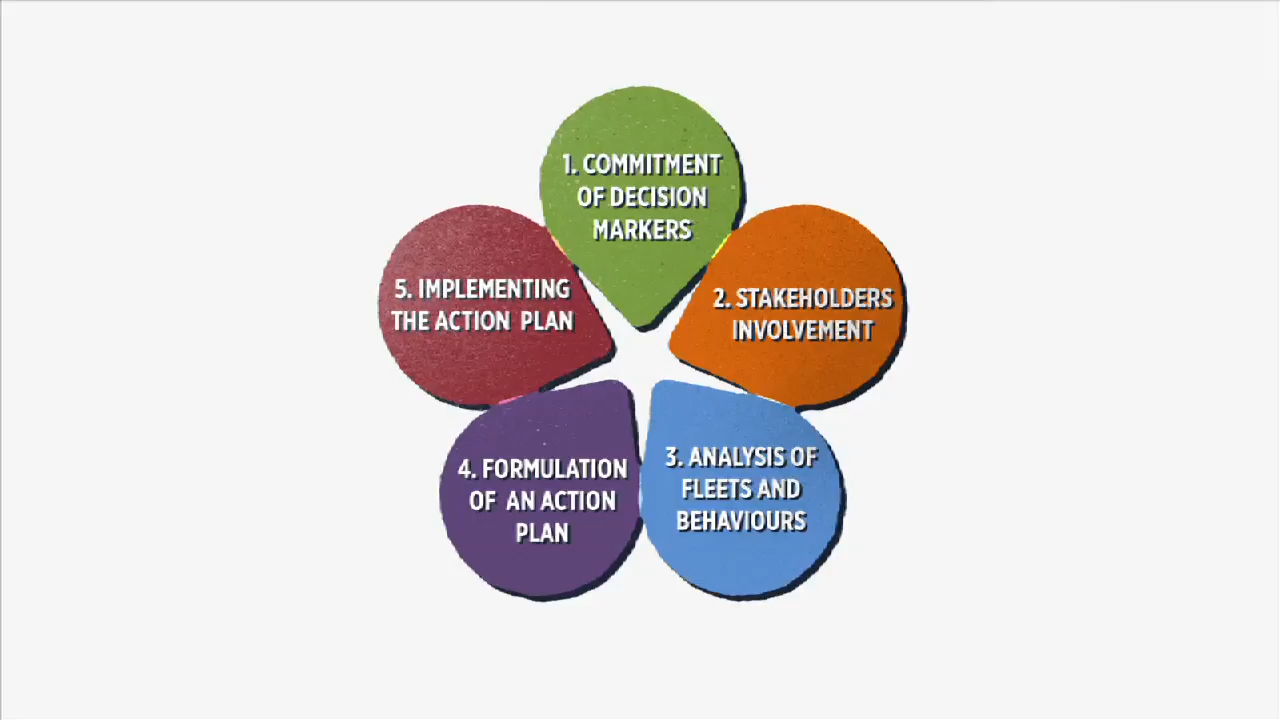 1. COMMITMENT
OF DECISION
MARKERS
2. STAKEHOLDERS
INVOLVEMENT
3. ANALYSIS OF
FLEETS AND
BEHAVIOURS
4. FORMULATION
OF AN ACTION
PLAN
5. IMPLEMENTING
THE ACTION PLAN